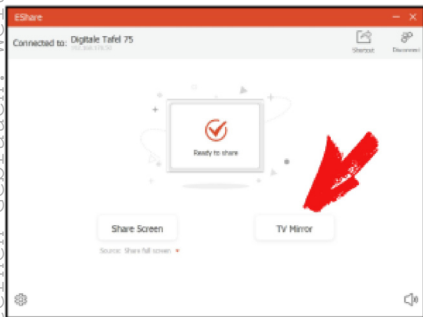 EShare
Connected to: Digitale Tafel 75
Shortcut
Disconnect
Ready to share
Share Screen
TV Mirror
Source: Share full screen